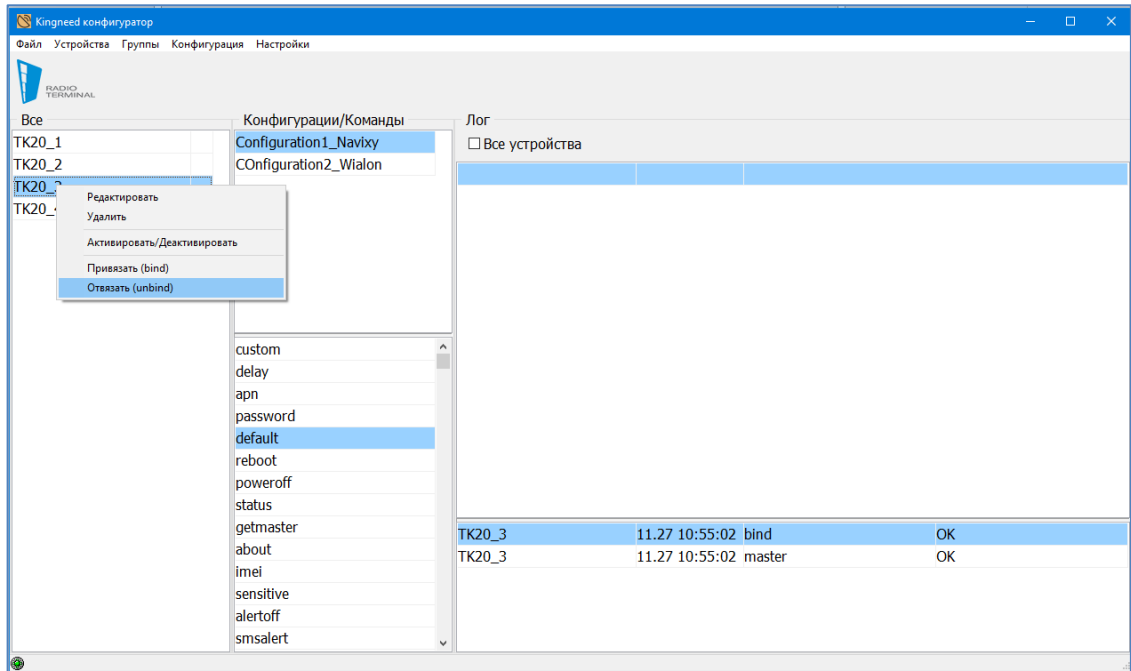 Kingneed конфигуратор
Файл Устройства Группы Конфигурация Настройки
RADIO
TERMINAL
Все
TK20_1
TK20_2
TK20_3
TK20_
Редактировать
Удалить
Активировать/Деактивировать
Привязать (bind)
Отвязать (unbind)
Конфигурации/Команды
Configuration1_Navixy
COnfiguration2_Wialon
custom
delay
apn
password
default
reboot
poweroff
status
getmaster
about
imei
sensitive
alertoff
smsalert
Лог
Все устройства
TK20_3 11.27 10:55:02 bind OK
TK20_3 11.27 10:55:02 master OK